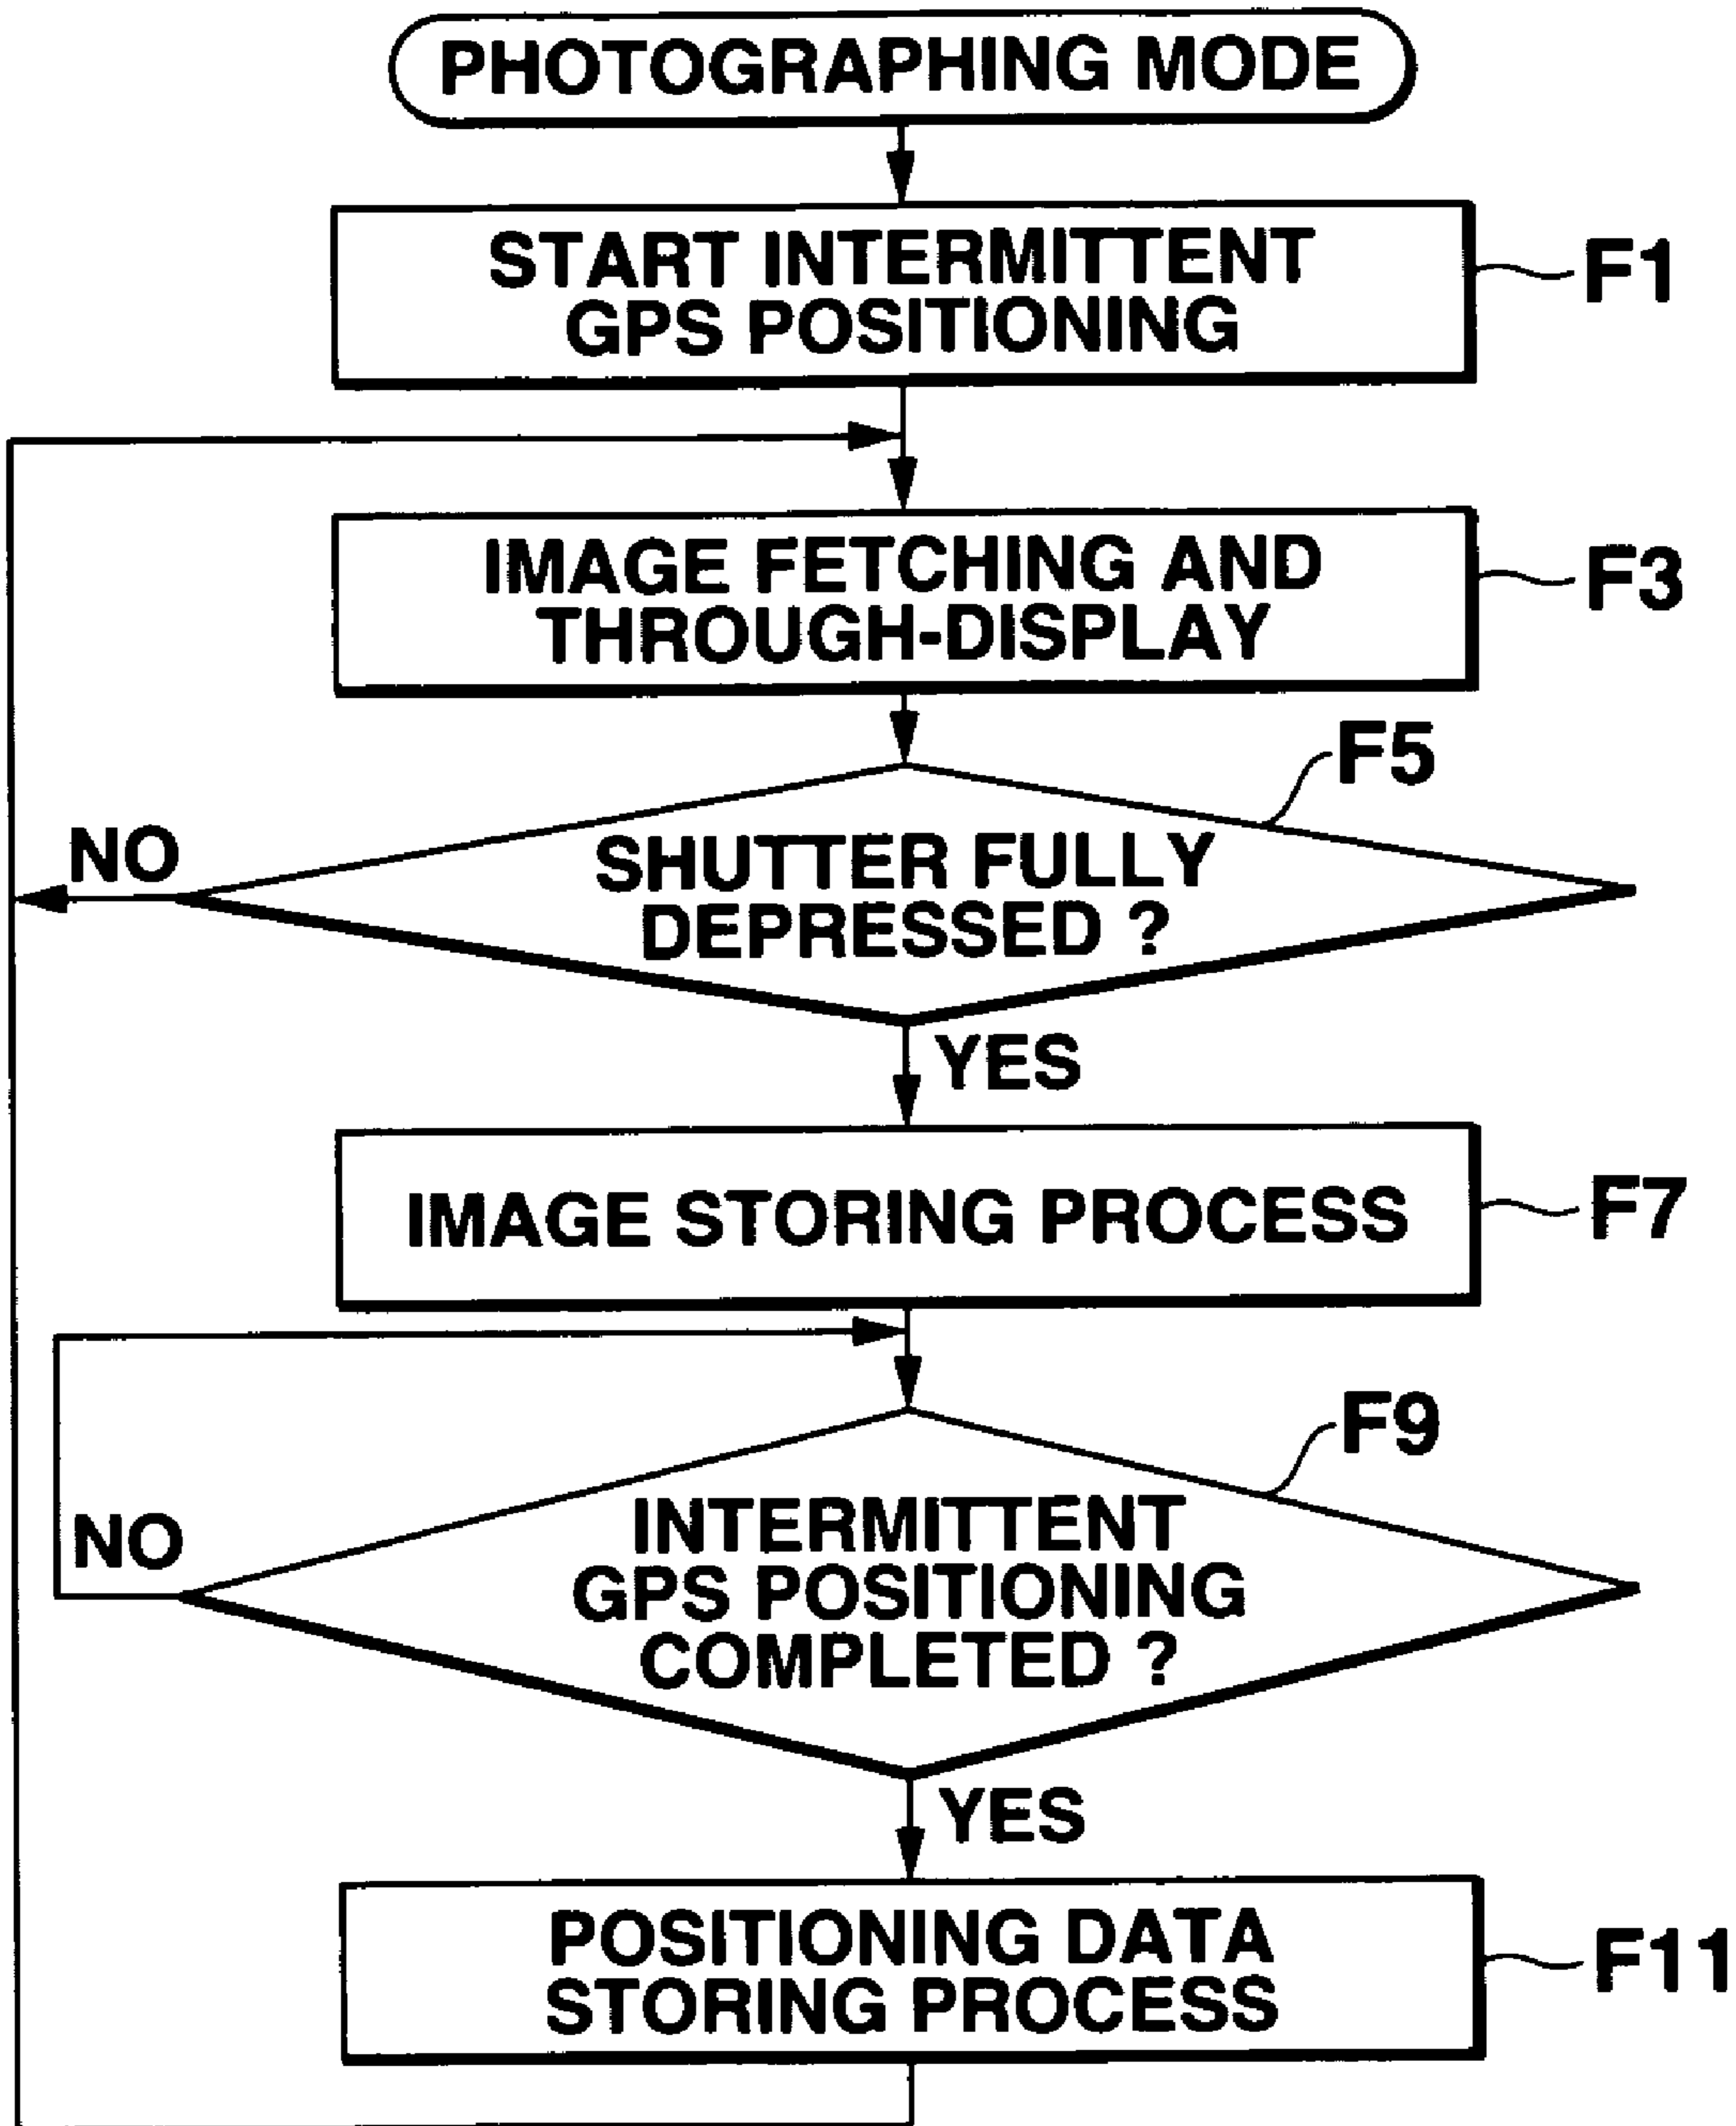 PHOTOGRAPHING MODE
START INTERMITTENT
GPS POSITIONING
F1
IMAGE FETCHING AND
THROUGH-DISPLAY
F3
F5
NO
SHUTTER FULLY
DEPRESSED ?
YES
IMAGE STORING PROCESS
F7
F9
NO
INTERMITTENT
GPS POSITIONING
COMPLETED ?
YES
POSITIONING DATA
STORING PROCESS
F11